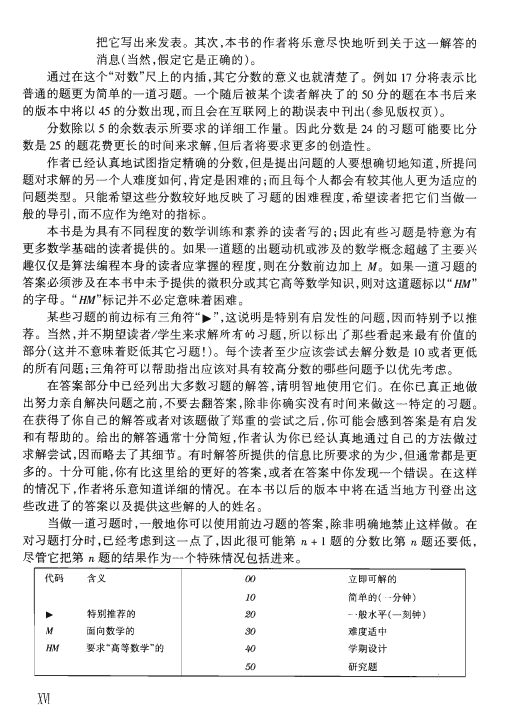 把它写出来发表。其次,本书的作者将乐意尽快地听到关于这一解答的
消息(当然,假定它是正确的)。
通过在这个“对数”尺上的内插,其它分数的意义也就清楚了。例如 17 分将表示比
普通的题更为简单的一道习题。一个随后被某个读者解决了的 50 分的题在本书后来
的版本中将以 45 的分数出现,而且会在互联网上的勘误表中刊出(参见版权页)。
分数除以 5 的余数表示所要求的详细工作量。因此分数是 24 的习题可能要比分
数是 25 的题花费更长的时间来求解,但后者将要求更多的创造性。
作者已经认真地试图指定精确的分数,但是提出问题的人要想确切地知道,所提问
题对求解的另一个人难度如何,肯定是困难的;而且每个人都会有较其他人更为适应的
问题类型。只能希望这些分数较好地反映了习题的困难程度,希望读者把它们当做一
般的导引,而不应作为绝对的指标。
本书是为具有不同程度的数学训练和素养的读者写的;因此有些习题是特意为有
更多数学基础的读者提供的。如果一道题的出题动机或涉及的数学概念超越了主要兴
趣仅仅是算法编程本身的读者应掌握的程度,则在分数前边加上 M。如果一道习题的
答案必须涉及在本书中未予提供的微积分或其它高等数学知识,则对这道题标以“HM”
的字母。“HM”标记并不必定意味着困难。
某些习题的前边标有三角符“▶”,这说明是特别有启发性的问题,因而特别予以推
荐。当然,并不期望读者/学生来求解所有的习题,所以标出了那些看起来最有价值的
部分(这并不意味着贬低其它习题!)。每个读者至少应该尝试去解分数是 10 或者更低
的所有问题;三角符可以帮助指出应该对具有较高分数的哪些问题予以优先考虑。
在答案部分中已经列出大多数习题的解答,请明智地使用它们。在你已真正地做
出努力亲自解决问题之前,不要去翻答案,除非你确实没有时间来做这一特定的习题。
在获得了你自己的解答或者对该题做了郑重的尝试之后,你可能会感到答案是有启发
和有帮助的。给出的解答通常十分简短,作者认为你已经认真地通过自己的方法做过
求解尝试,因而略去了其细节。有时解答所提供的信息比所要求的为少,但通常都是更
多的。十分可能,你有比这里给的更好的答案,或者在答案中你发现一个错误。在这样
的情况下,作者将乐意知道详细的情况。在本书以后的版本中将在适当地方刊登出这
些改进了的答案以及提供这些解的人的姓名。
当做一道习题时,一般地你可以使用前边习题的答案,除非明确地禁止这样做。在
对习题打分时,已经考虑到这一点了,因此很可能第 n + 1 题的分数比第 n 题还要低,
尽管它把第 n 题的结果作为一个特殊情况包括进来。
代码 含义 00 立即可解的
10 简单的(一分钟)
▶ 特别推荐的 20 一般水平(一刻钟)
M 面向数学的 30 难度适中
HM 要求“高等数学”的 40 学期设计
50 研究题
XVI